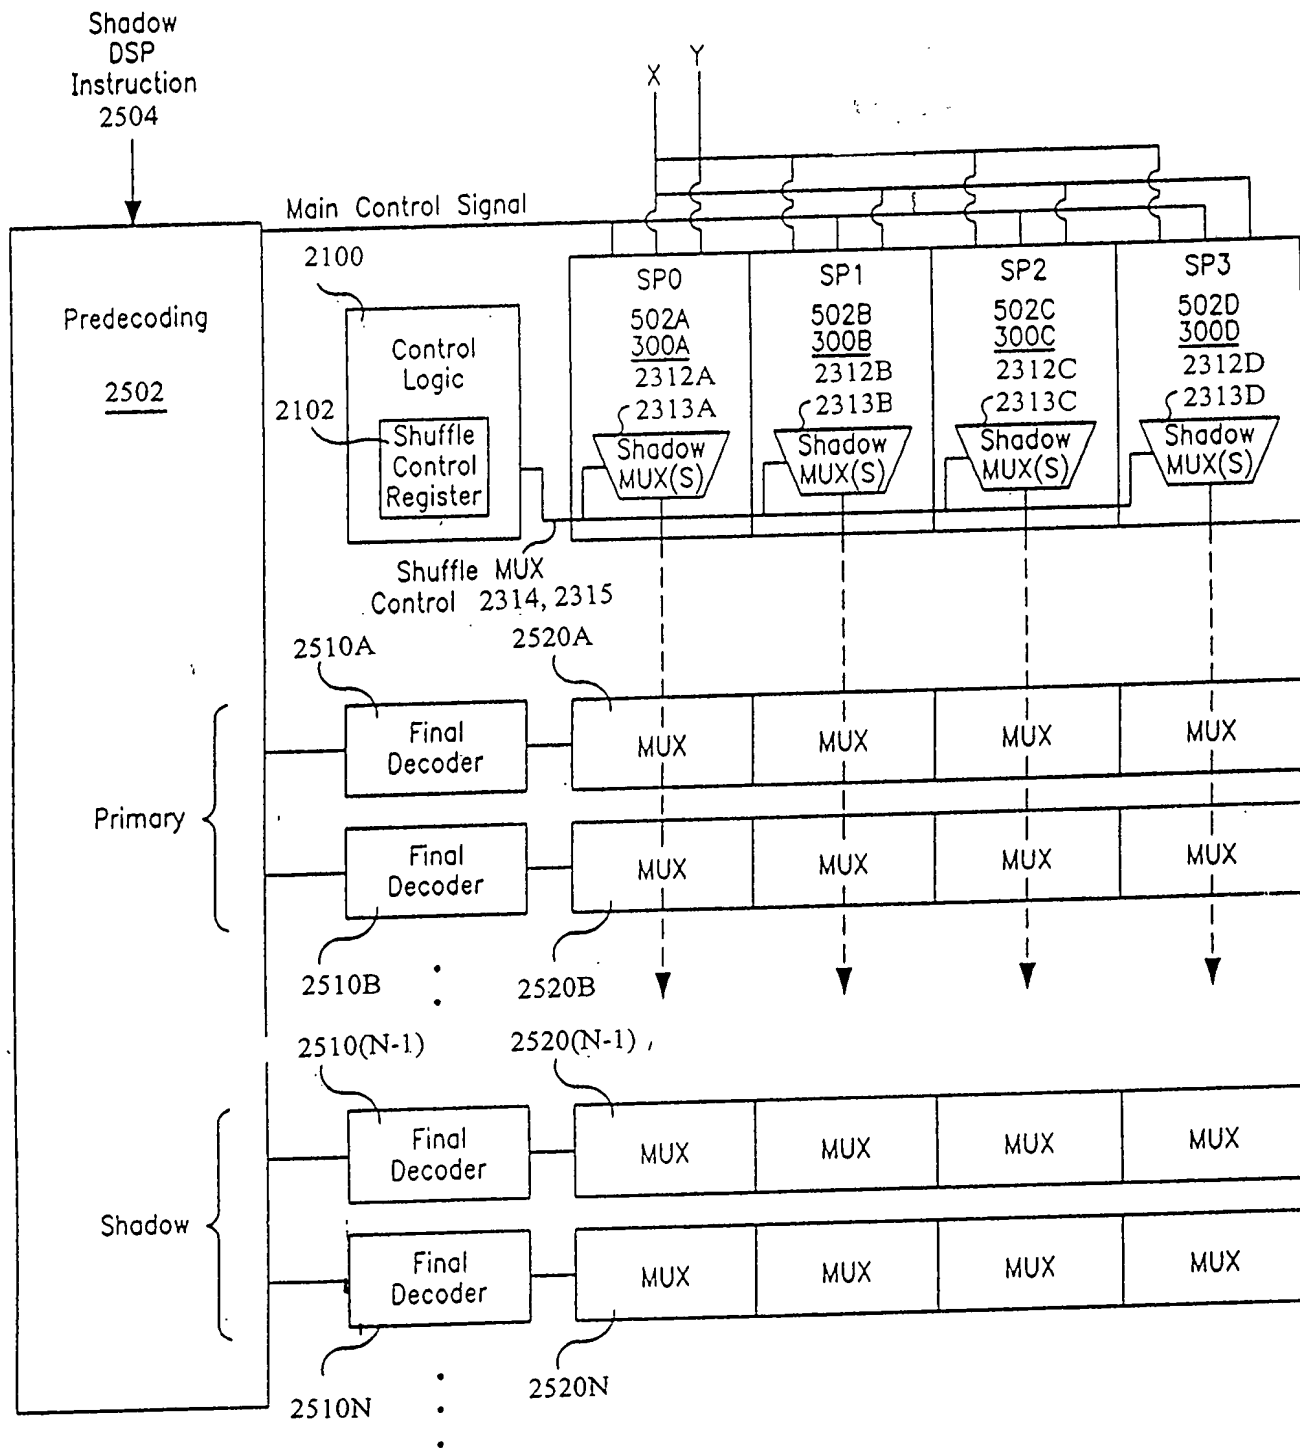 Shadow
DSP
Instruction
2504
X
Y
Main Control Signal
Predecoding
2502
2100
Control
Logic
2102
Shuffle
Control
Register
SP0
502A
300A
2312A
2313A
Shadow
MUX(S)
SP1
502B
300B
2312B
2313B
Shadow
MUX(S)
SP2
502C
300C
2312C
2313C
Shadow
MUX(S)
SP3
502D
300D
2312D
2313D
Shadow
MUX(S)
Shuffle MUX
Control 2314, 2315
Primary
2510A
2520A
Final
Decoder
MUX
MUX
MUX
MUX
Final
Decoder
MUX
MUX
MUX
MUX
2510B
2520B
Shadow
2510(N-1)
2520(N-1)
Final
Decoder
MUX
MUX
MUX
MUX
Final
Decoder
MUX
MUX
MUX
MUX
2510N
2520N